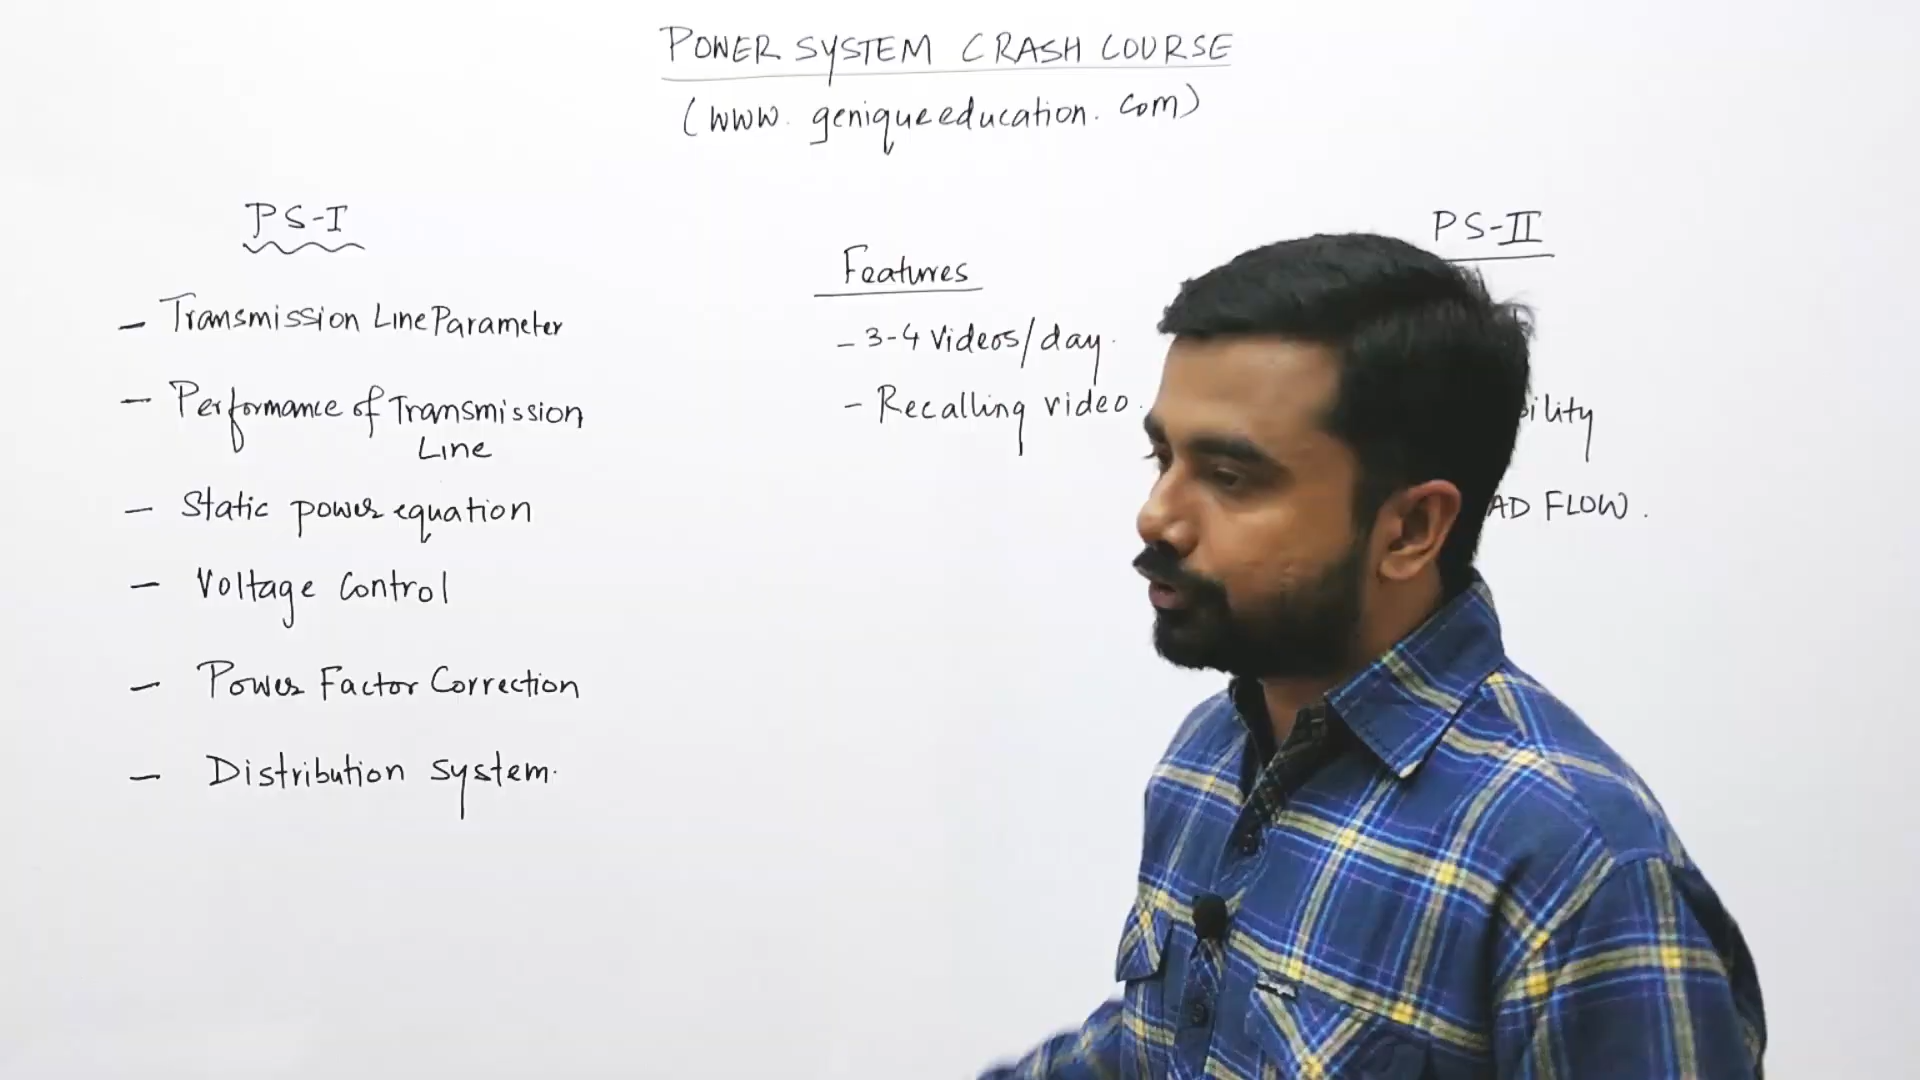 POWER SYSTEM CRASH COURSE
(www.geniqueeducation.com)
PS-I
- Transmission Line Parameter
- Performance of Transmission
Line
- Static power equation
- Voltage Control
- Power Factor Correction
- Distribution system.
Features
- 3-4 Videos/day.
- Recalling video.
PS-II
FLOW.